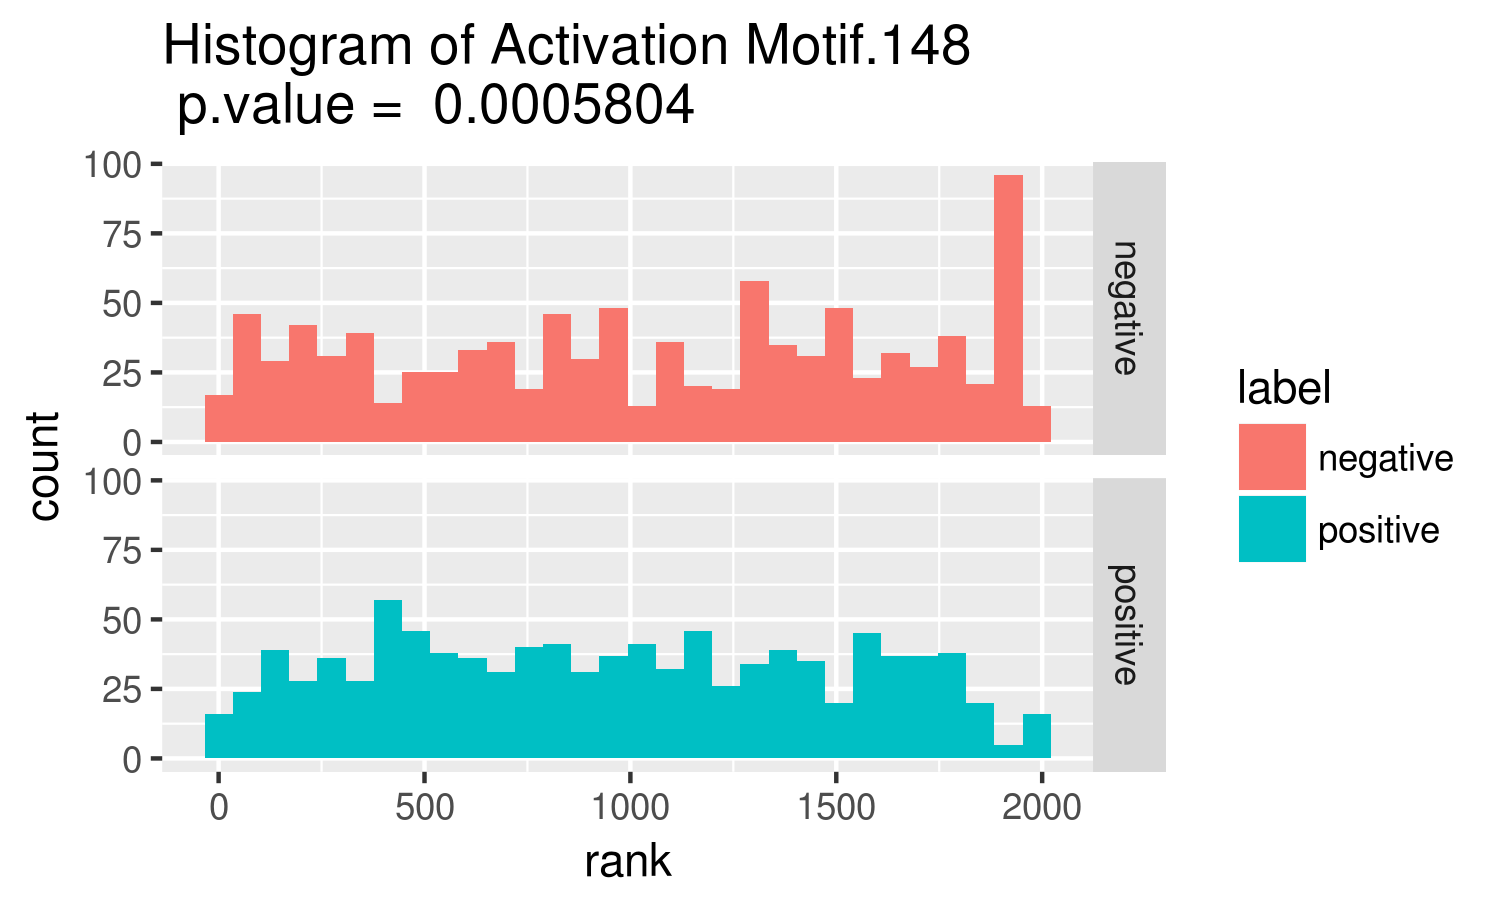 Histogram of Activation Motif.148
p.value = 0.0005804
100
75
50
25
0
negative
100
75
50
25
0
positive
count
0 500 1000 1500 2000
rank
label
negative
positive